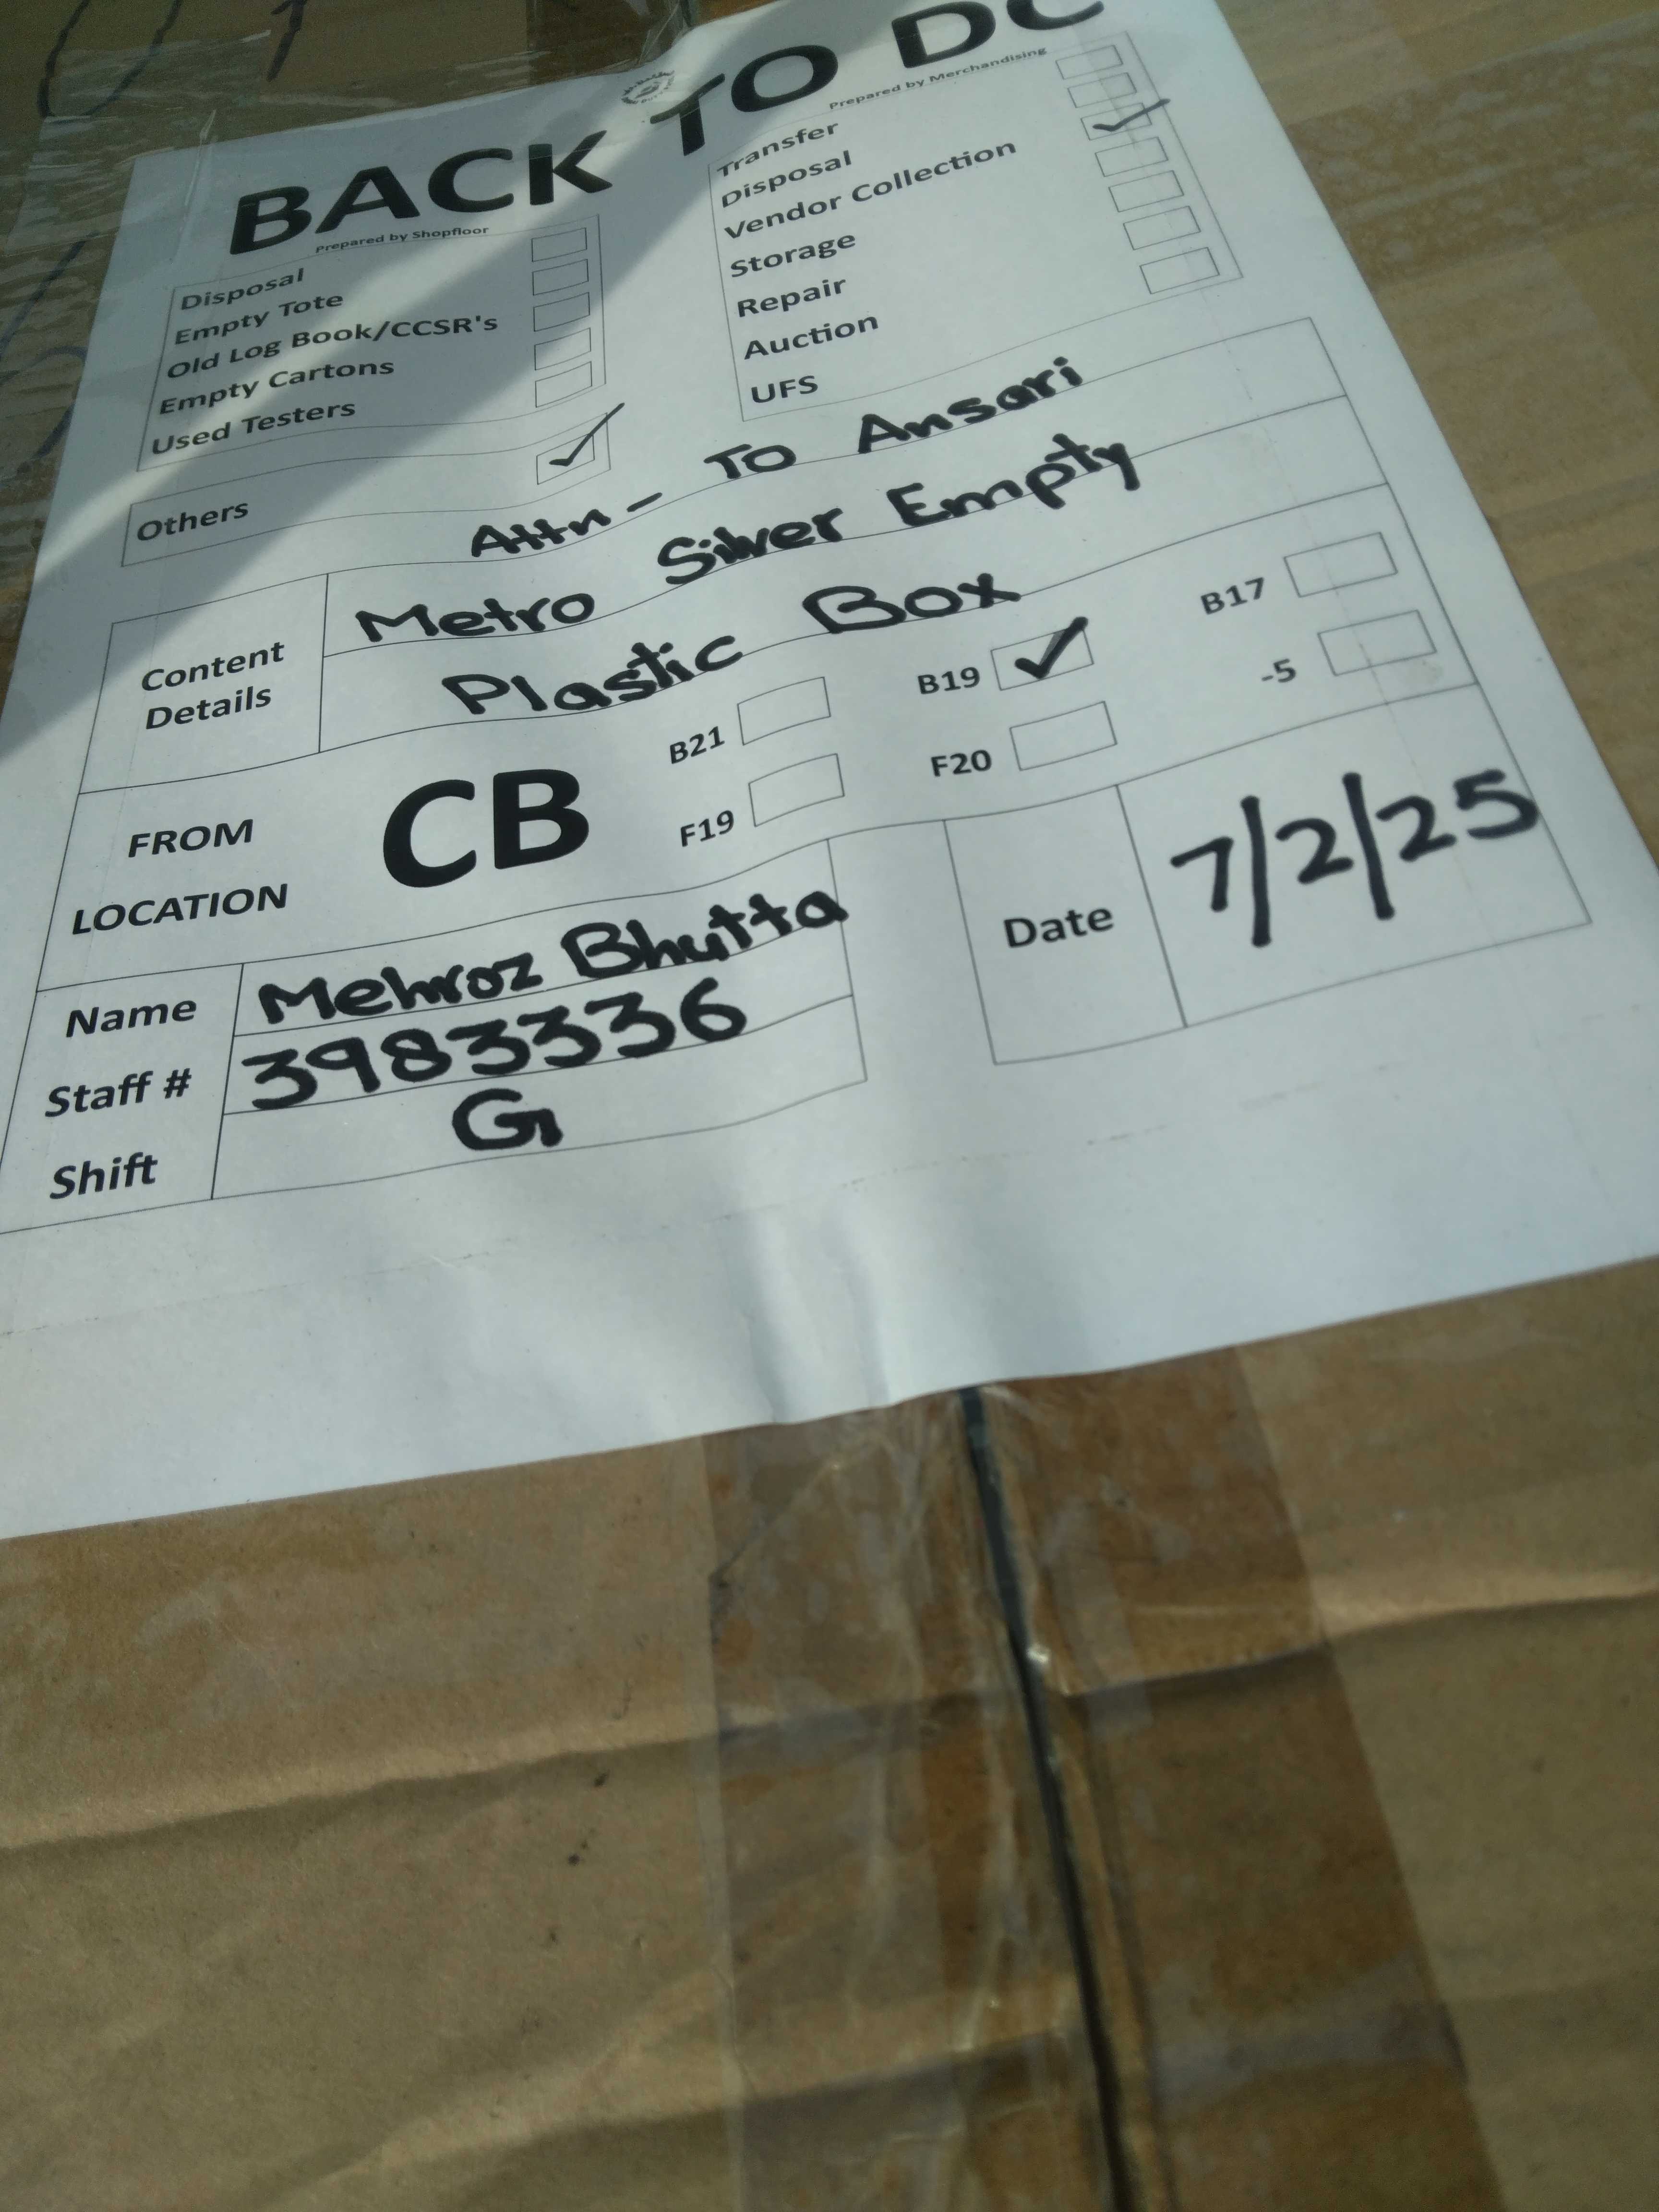 BACK TO DC
Prepared by Shopfloor
Disposal
Empty Tote
Old Log Book/CCSR's
Empty Cartons
Used Testers
Others
Prepared by Merchandising
Transfer
Disposal
Vendor Collection
Storage
Repair
Auction
UFS
Attn - To Ansari
Content Details
Metro Silver Empty
Plastic Box
FROM LOCATION
CB
B21
B19
B17
F19
F20
-5
Name Mehroz Bhutta
Staff # 3983336
Shift G
Date 7/2/25